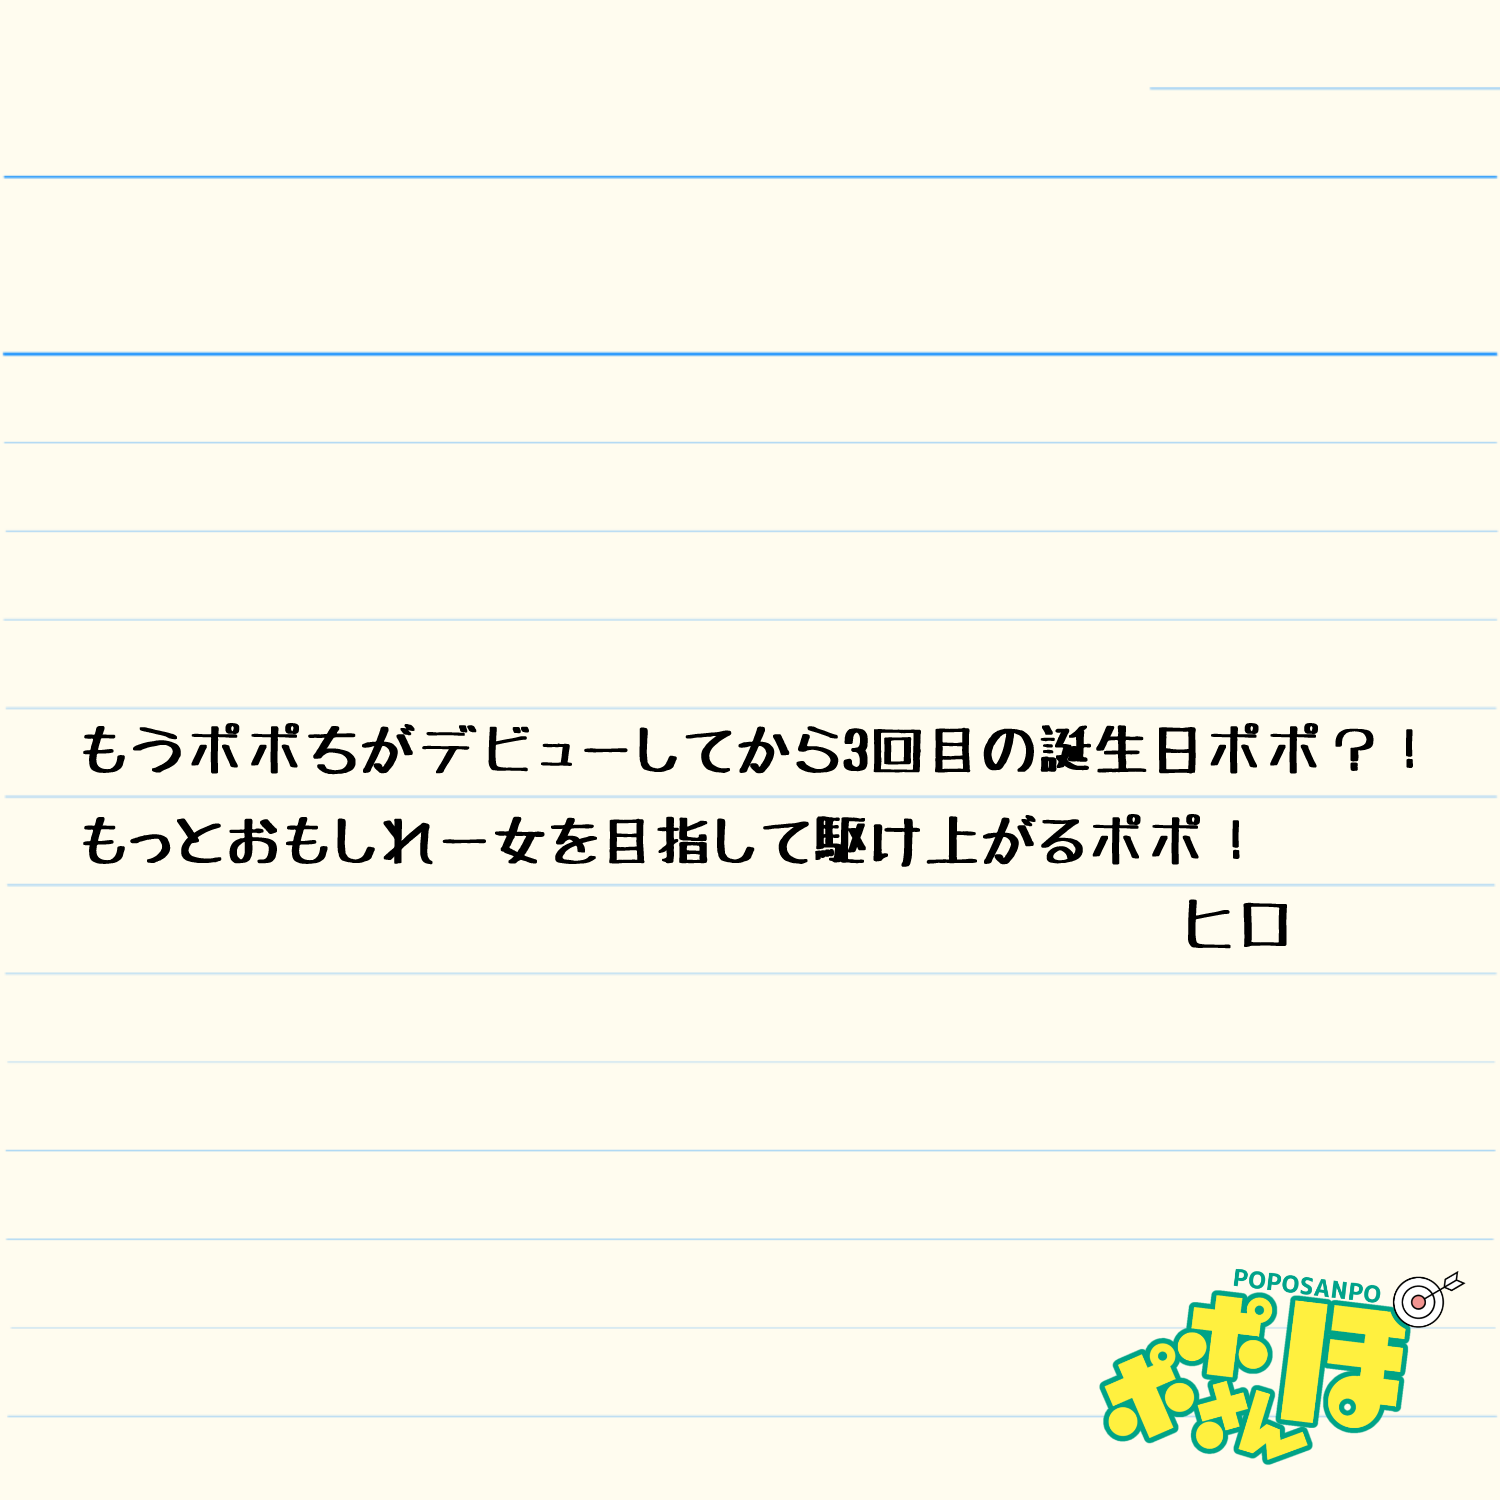 もうポポちがデビューしてから3回目の誕生日ポポ？！
もっとおもしれー女を目指して駆け上がるポポ！
ヒロ
POPOSANPO
ポポさんぽ